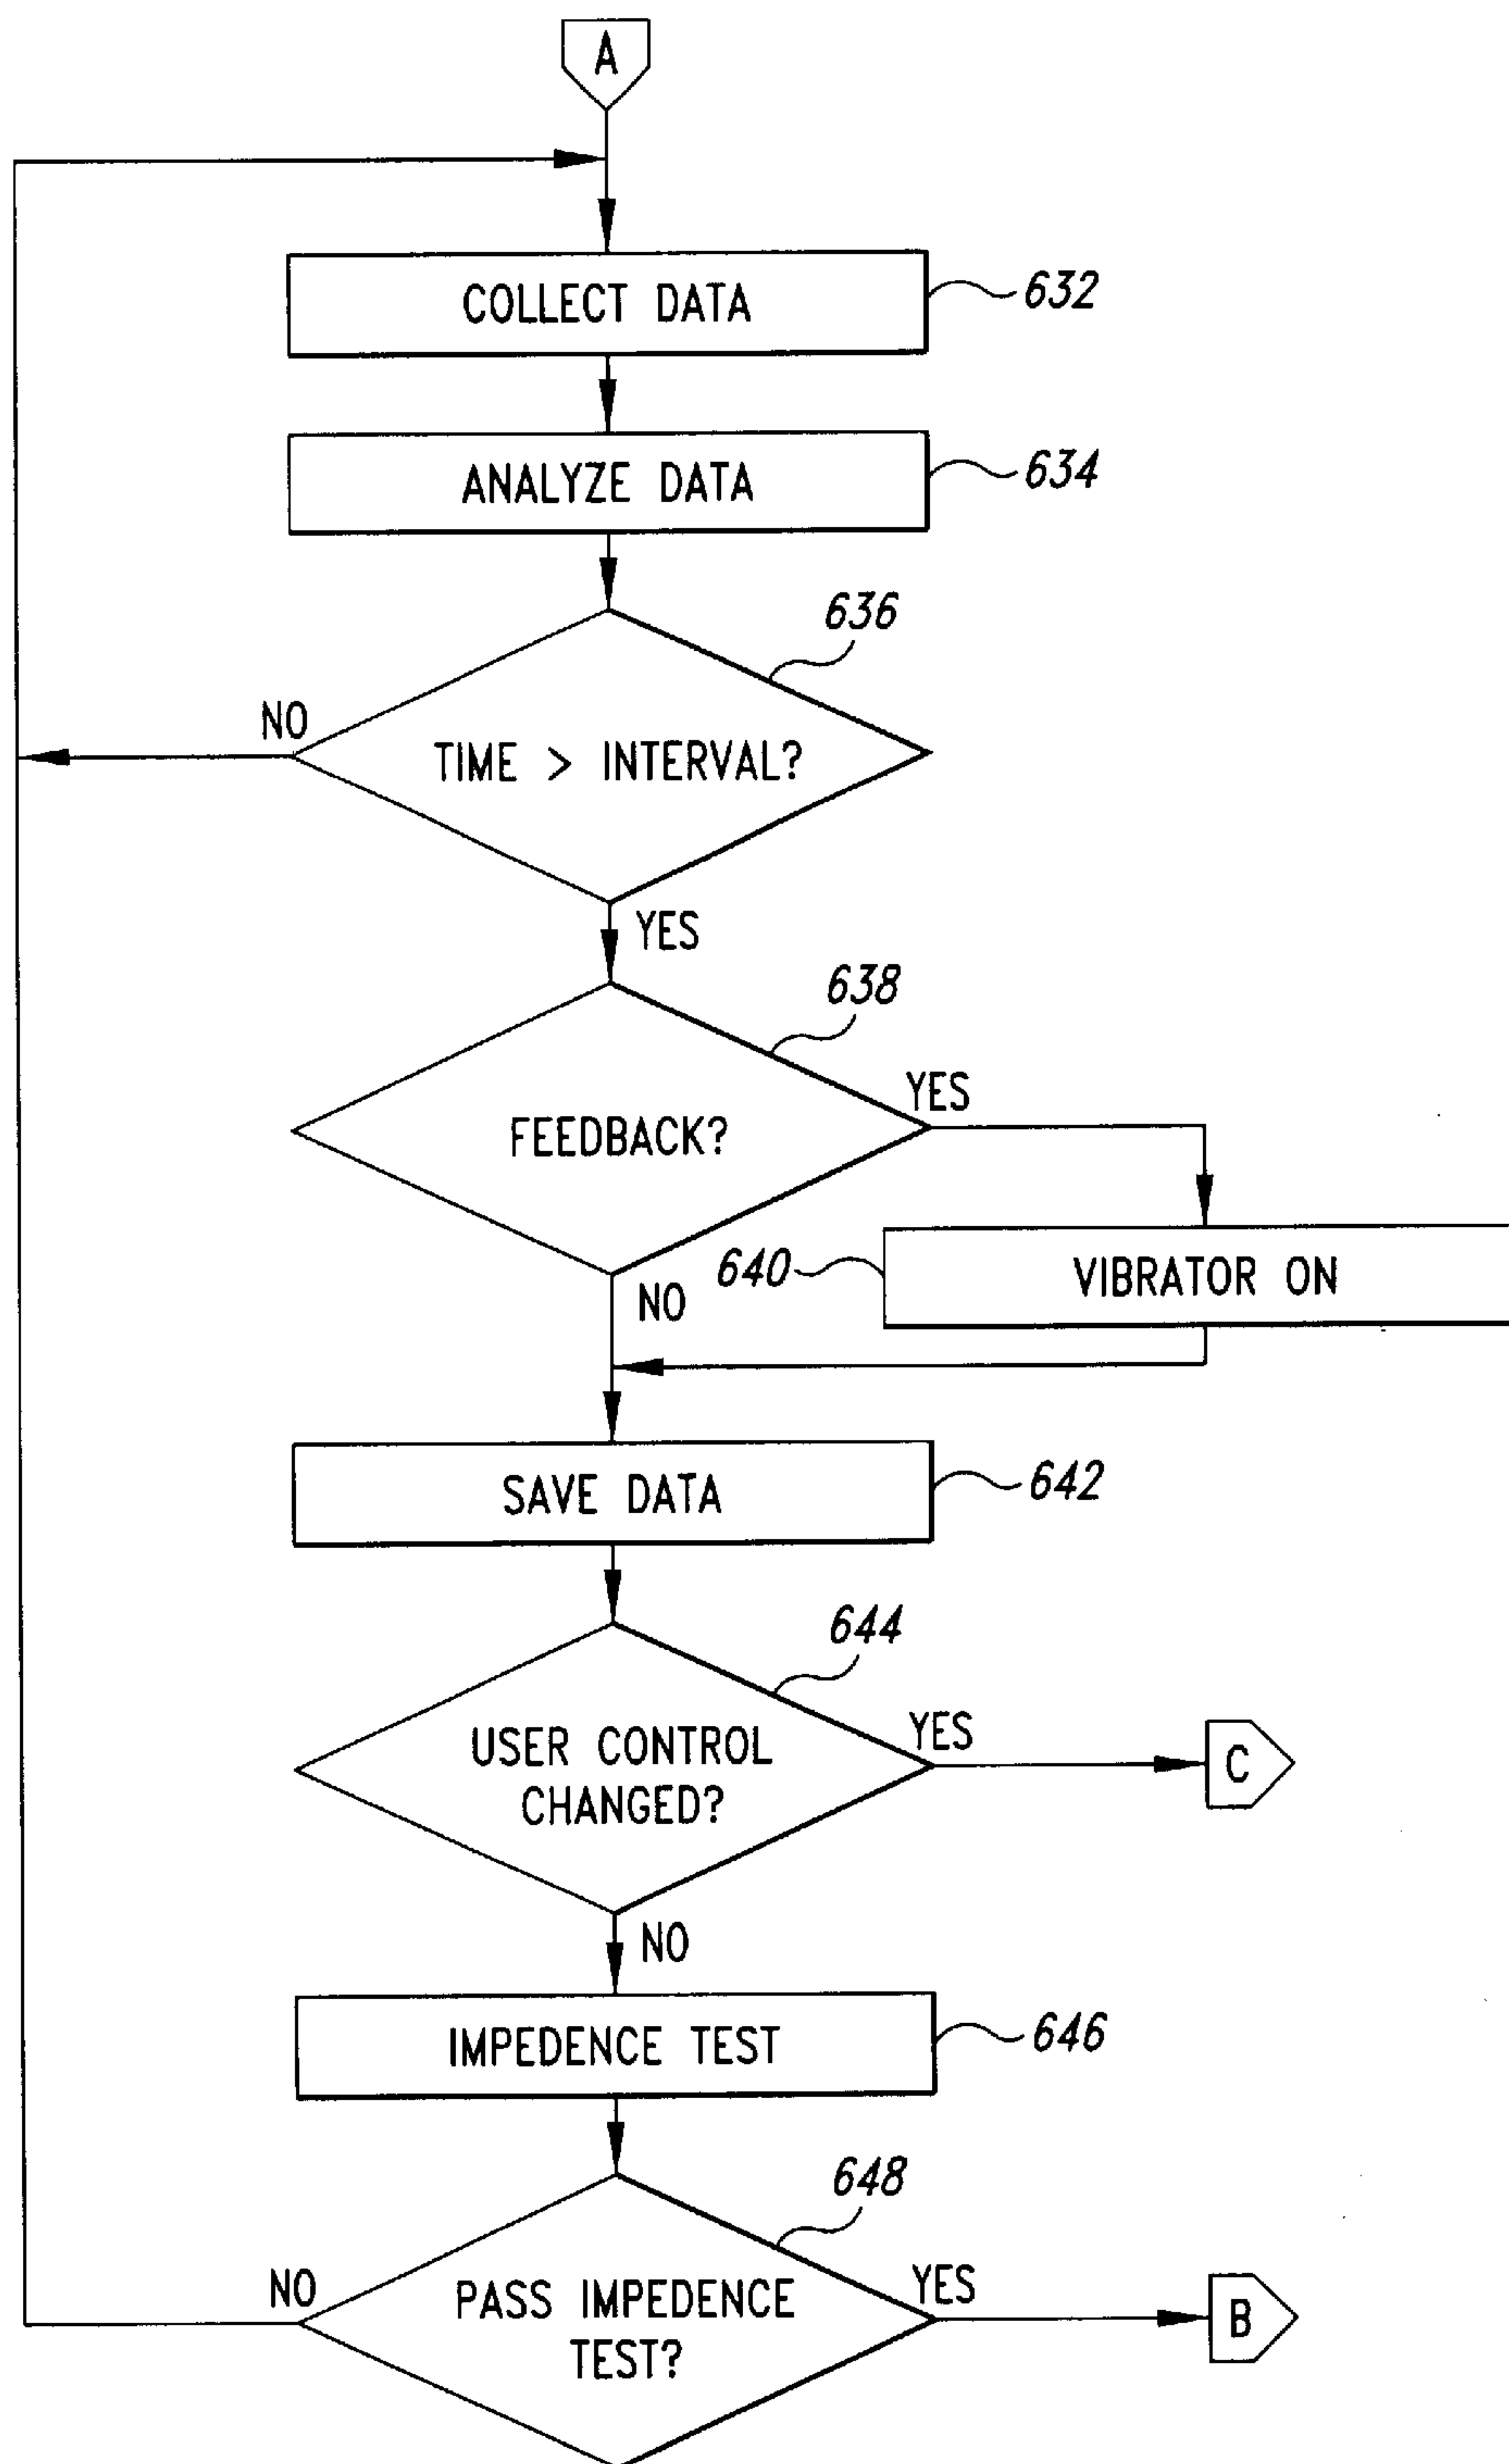 A
COLLECT DATA
632
ANALYZE DATA
634
636
NO
TIME > INTERVAL?
YES
638
YES
FEEDBACK?
640
VIBRATOR ON
NO
SAVE DATA
642
644
YES
USER CONTROL
CHANGED?
C
NO
IMPEDENCE TEST
646
648
NO
YES
PASS IMPEDENCE
TEST?
B